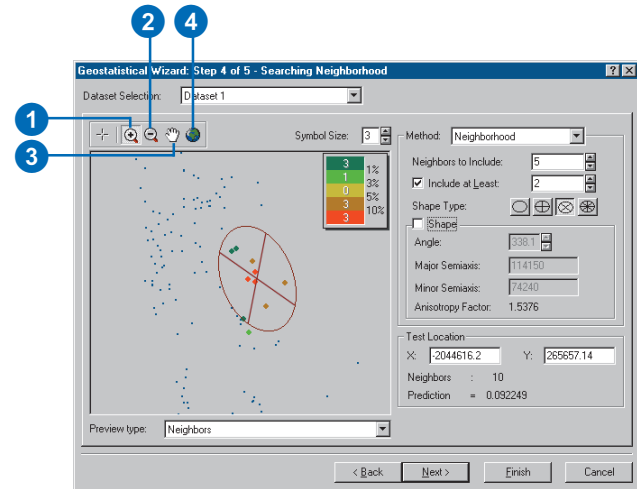 2
4
1
3
Geostatistical Wizard: Step 4 of 5 - Searching Neighborhood
Dataset Selection: Dataset 1
Symbol Size: 3
3
1
0
3
3
1%
3%
5%
10%
Method: Neighborhood
Neighbors to Include: 5
Include at Least: 2
Shape Type:
Shape
Angle: 338.1
Major Semiaxis: 114150
Minor Semiaxis: 74240
Anisotropy Factor: 1.5376
Test Location
X: -2044616.2 Y: 265657.14
Neighbors : 10
Prediction = 0.092249
Preview type: Neighbors
< Back Next > Finish Cancel